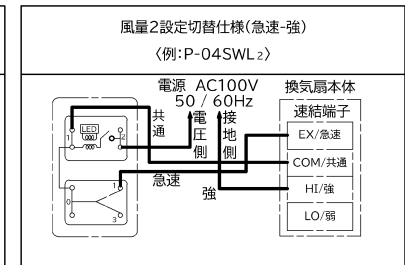 風量2設定切替仕様(急速-強)
〈例:P-04SWL2〉
電源 AC100V
50 / 60Hz
換気扇本体
速結端子
共通
電圧側
接地側
LED
1
2
EX/急速
COM/共通
急速
強
HI/強
LO/弱
0
1
3